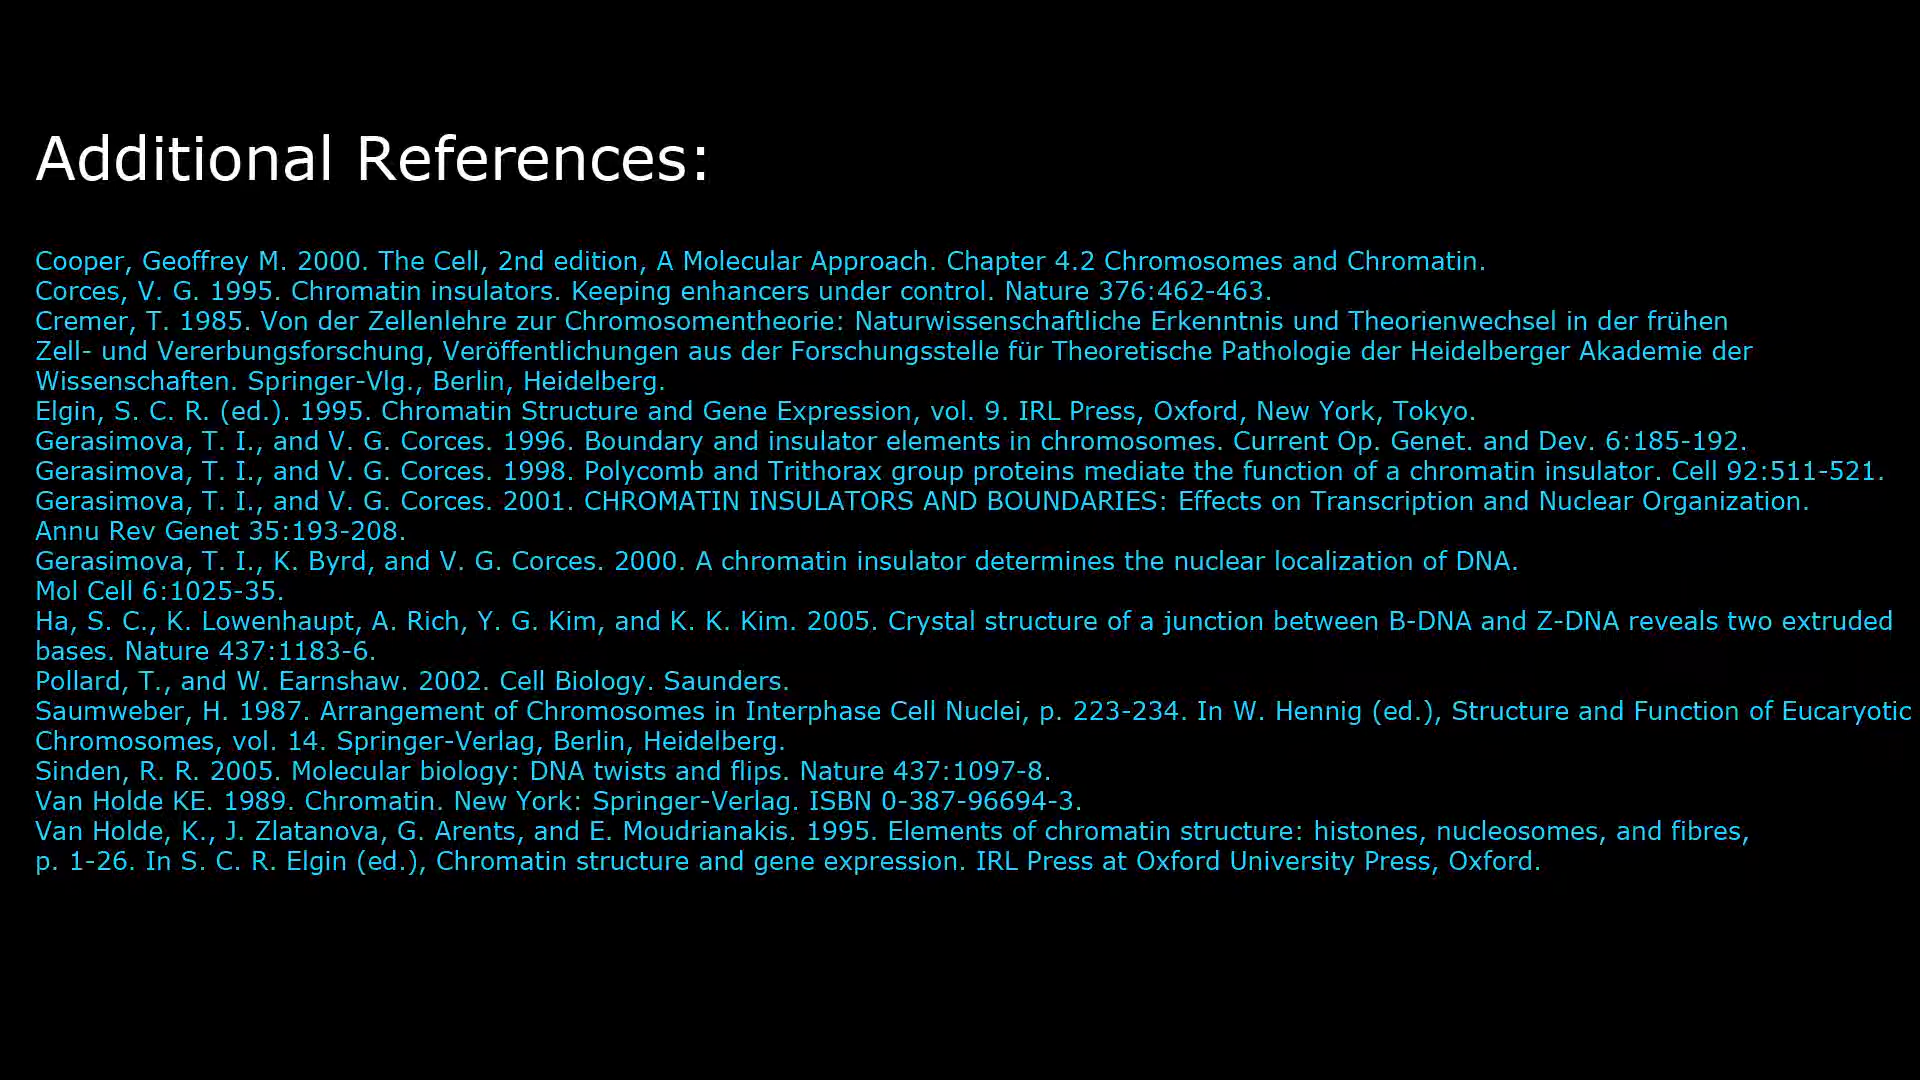 Additional References:
Cooper, Geoffrey M. 2000. The Cell, 2nd edition, A Molecular Approach. Chapter 4.2 Chromosomes and Chromatin.
Corces, V. G. 1995. Chromatin insulators. Keeping enhancers under control. Nature 376:462-463.
Cremer, T. 1985. Von der Zellenlehre zur Chromosomentheorie: Naturwissenschaftliche Erkenntnis und Theorienwechsel in der frühen
Zell- und Vererbungsforschung, Veröffentlichungen aus der Forschungsstelle für Theoretische Pathologie der Heidelberger Akademie der
Wissenschaften. Springer-Vlg., Berlin, Heidelberg.
Elgin, S. C. R. (ed.). 1995. Chromatin Structure and Gene Expression, vol. 9. IRL Press, Oxford, New York, Tokyo.
Gerasimova, T. I., and V. G. Corces. 1996. Boundary and insulator elements in chromosomes. Current Op. Genet. and Dev. 6:185-192.
Gerasimova, T. I., and V. G. Corces. 1998. Polycomb and Trithorax group proteins mediate the function of a chromatin insulator. Cell 92:511-521.
Gerasimova, T. I., and V. G. Corces. 2001. CHROMATIN INSULATORS AND BOUNDARIES: Effects on Transcription and Nuclear Organization.
Annu Rev Genet 35:193-208.
Gerasimova, T. I., K. Byrd, and V. G. Corces. 2000. A chromatin insulator determines the nuclear localization of DNA.
Mol Cell 6:1025-35.
Ha, S. C., K. Lowenhaupt, A. Rich, Y. G. Kim, and K. K. Kim. 2005. Crystal structure of a junction between B-DNA and Z-DNA reveals two extruded
bases. Nature 437:1183-6.
Pollard, T., and W. Earnshaw. 2002. Cell Biology. Saunders.
Saumweber, H. 1987. Arrangement of Chromosomes in Interphase Cell Nuclei, p. 223-234. In W. Hennig (ed.), Structure and Function of Eucaryotic
Chromosomes, vol. 14. Springer-Verlag, Berlin, Heidelberg.
Sinden, R. R. 2005. Molecular biology: DNA twists and flips. Nature 437:1097-8.
Van Holde KE. 1989. Chromatin. New York: Springer-Verlag. ISBN 0-387-96694-3.
Van Holde, K., J. Zlatanova, G. Arents, and E. Moudrianakis. 1995. Elements of chromatin structure: histones, nucleosomes, and fibres,
p. 1-26. In S. C. R. Elgin (ed.), Chromatin structure and gene expression. IRL Press at Oxford University Press, Oxford.